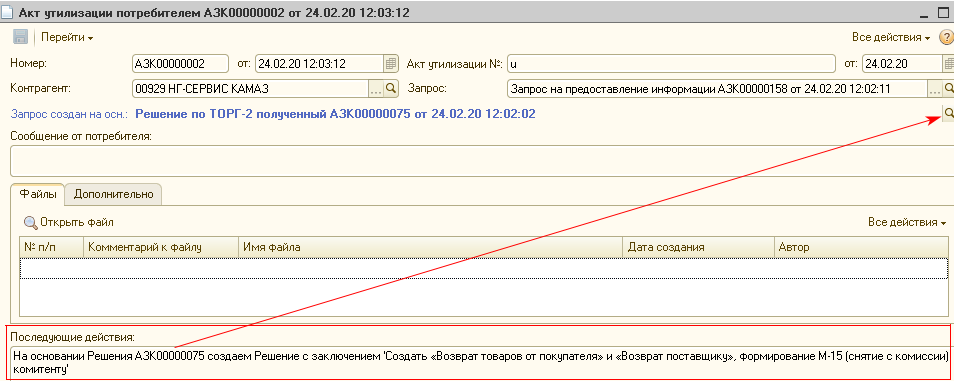 Акт утилизации потребителем АЗК00000002 от 24.02.20 12:03:12
Перейти Все действия ?
Номер: АЗК00000002 от: 24.02.20 12:03:12 Акт утилизации №: u от: 24.02.20
Контрагент: 00929 НГ-СЕРВИС КАМАЗ ... Запрос: Запрос на предоставление информации АЗК00000158 от 24.02.20 12:02:11 ...
Запрос создан на осн.: Решение по ТОРГ-2 полученный АЗК00000075 от 24.02.20 12:02:02
Сообщение от потребителя:
Файлы Дополнительно
Открыть файл Все действия
№ п/п Комментарий к файлу Имя файла Дата создания Автор
Последующие действия:
На основании Решения АЗК00000075 создаем Решение с заключением 'Создать «Возврат товаров от покупателя» и «Возврат поставщику», формирование М-15 (снятие с комиссии)
комитенту'